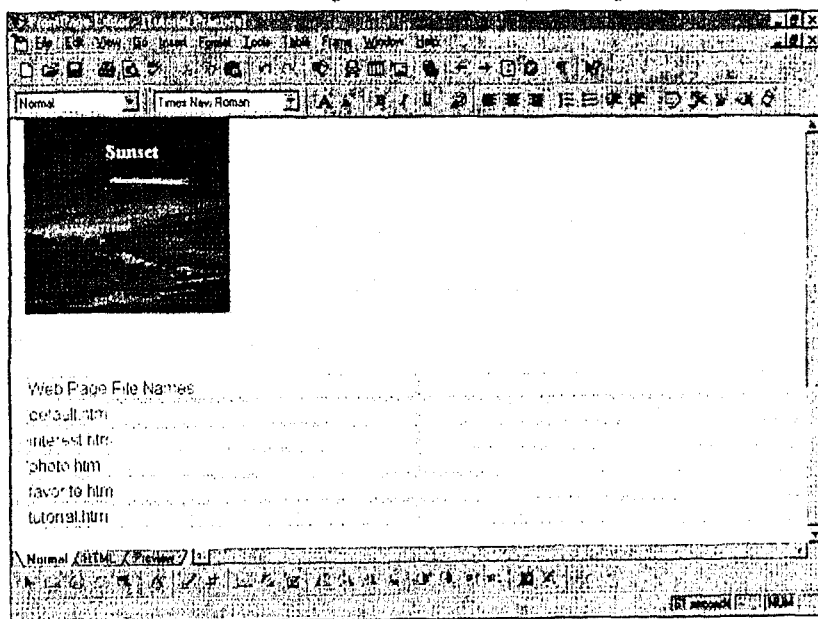 FrontPage Editor - [Tutorial Practice]
File Edit View Go Insert Format Tools Table Frame Window Help
Normal Times New Roman
Sunset
Web Page File Names
default.htm
interest.htm
photo.htm
favorite.htm
tutorial.htm
Normal HTML Preview
seconds NUM